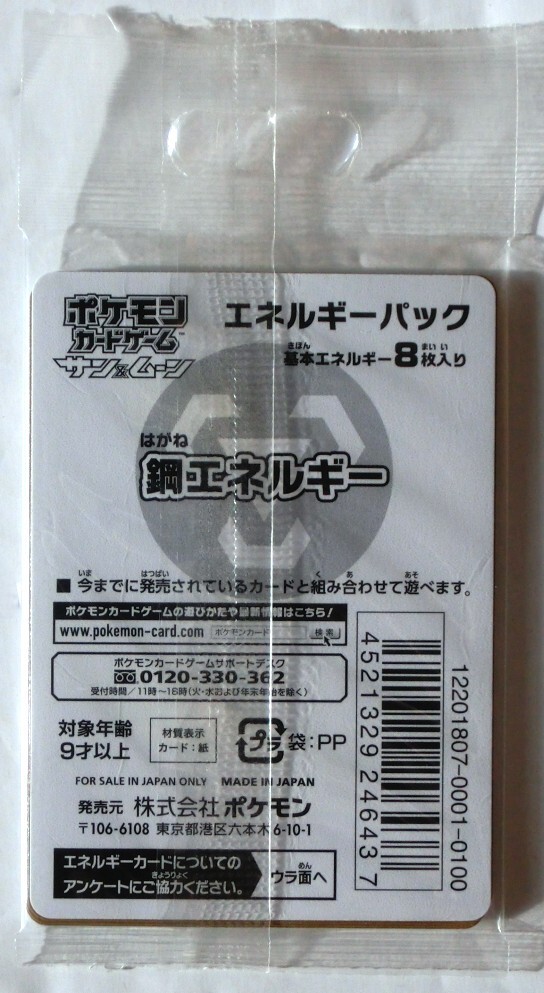 ポケモン
カードゲーム
サン&ムーン
エネルギーパック
きほん まいい
基本エネルギー8枚入り
はがね
鋼エネルギー
いま はつばい く あ あそ
■ 今までに発売されているカードと組み合わせて遊べます。
ポケモンカードゲームの遊びかたや最新情報はこちら!
www.pokemon-card.com ポケモンカード 検索
ポケモンカードゲームサポートデスク
0120-330-362
受付時間/11時〜16時(火・水および年末年始を除く)
対象年齢
9才以上
材質表示
カード:紙
プラ 袋:PP
FOR SALE IN JAPAN ONLY MADE IN JAPAN
発売元 株式会社ポケモン
〒106-6108 東京都港区六本木6-10-1
エネルギーカードについての
きょうりょく
アンケートにご協力ください。
めん
ウラ面へ
4521329246437
12201807-0001-0100